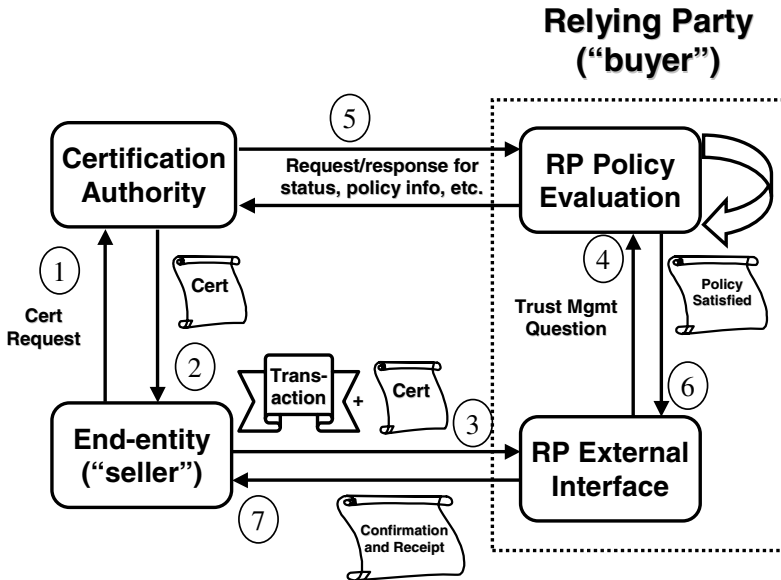 Relying Party
(“buyer”)
5
Certification
Authority
Request/response for
status, policy info, etc.
RP Policy
Evaluation
1
Cert
Request
Cert
2
4
Trust Mgmt
Question
Policy
Satisfied
6
Trans-
action
+
Cert
3
End-entity
(“seller”)
RP External
Interface
7
Confirmation
and Receipt